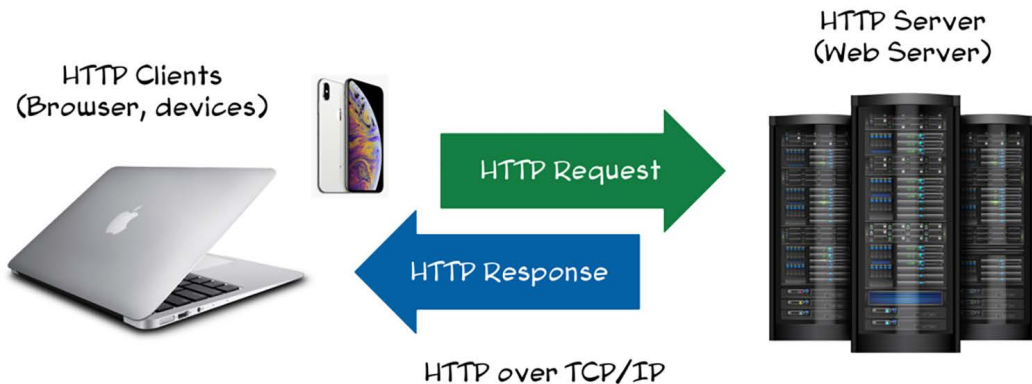 HTTP Server
(Web Server)
HTTP Clients
(Browser, devices)
HTTP Request
HTTP Response
HTTP over TCP/IP